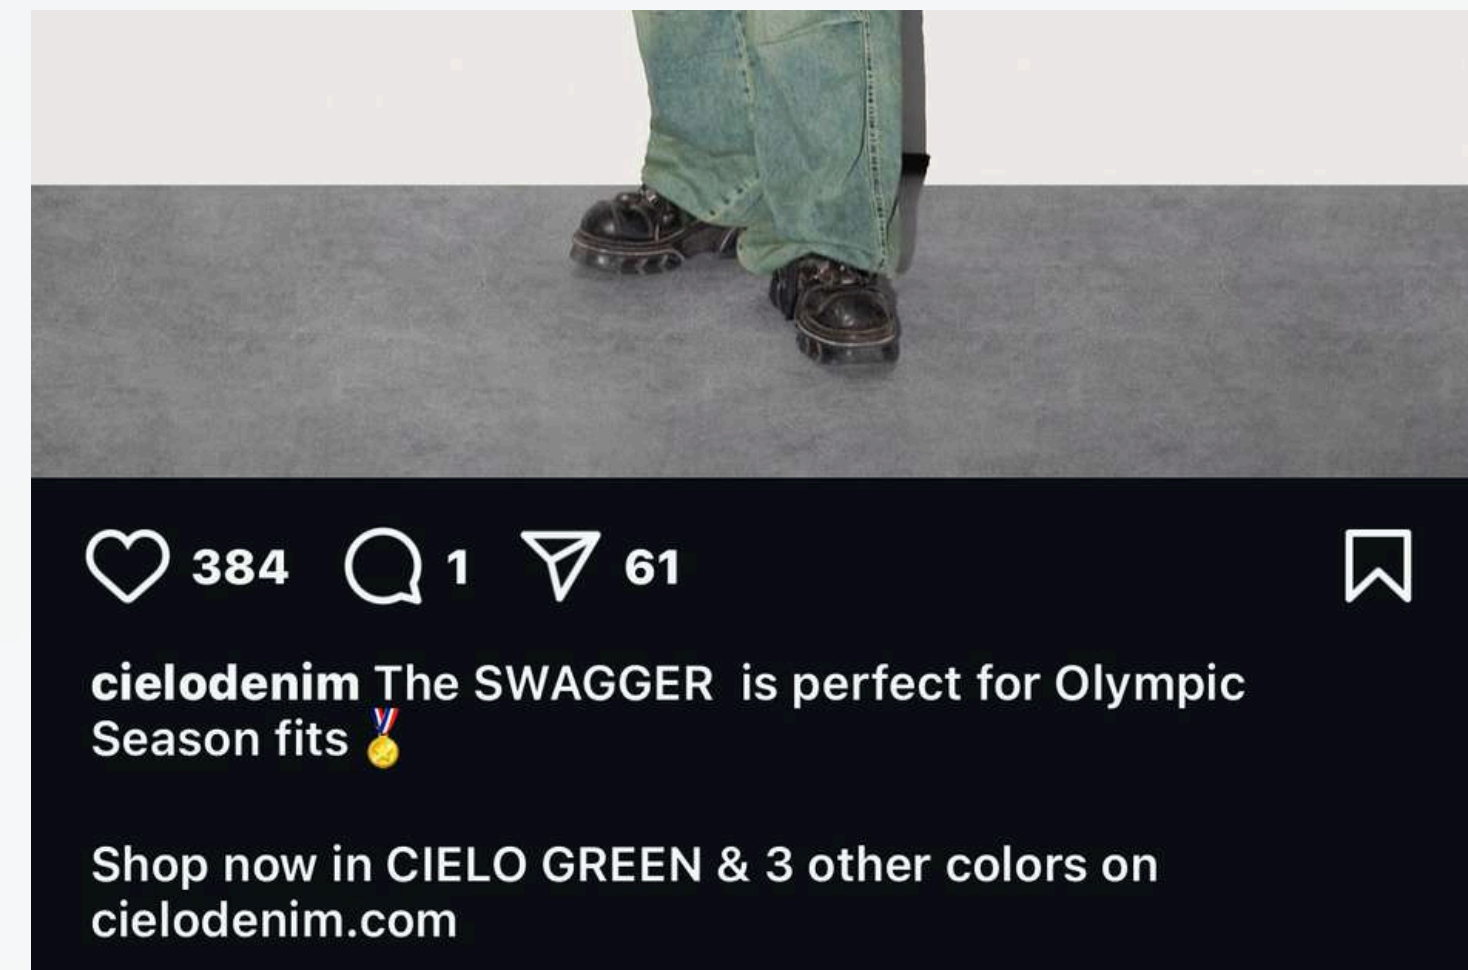 384 1 61
cielodenim The SWAGGER  is perfect for Olympic
Season fits 🏅
Shop now in CIELO GREEN & 3 other colors on
cielodenim.com